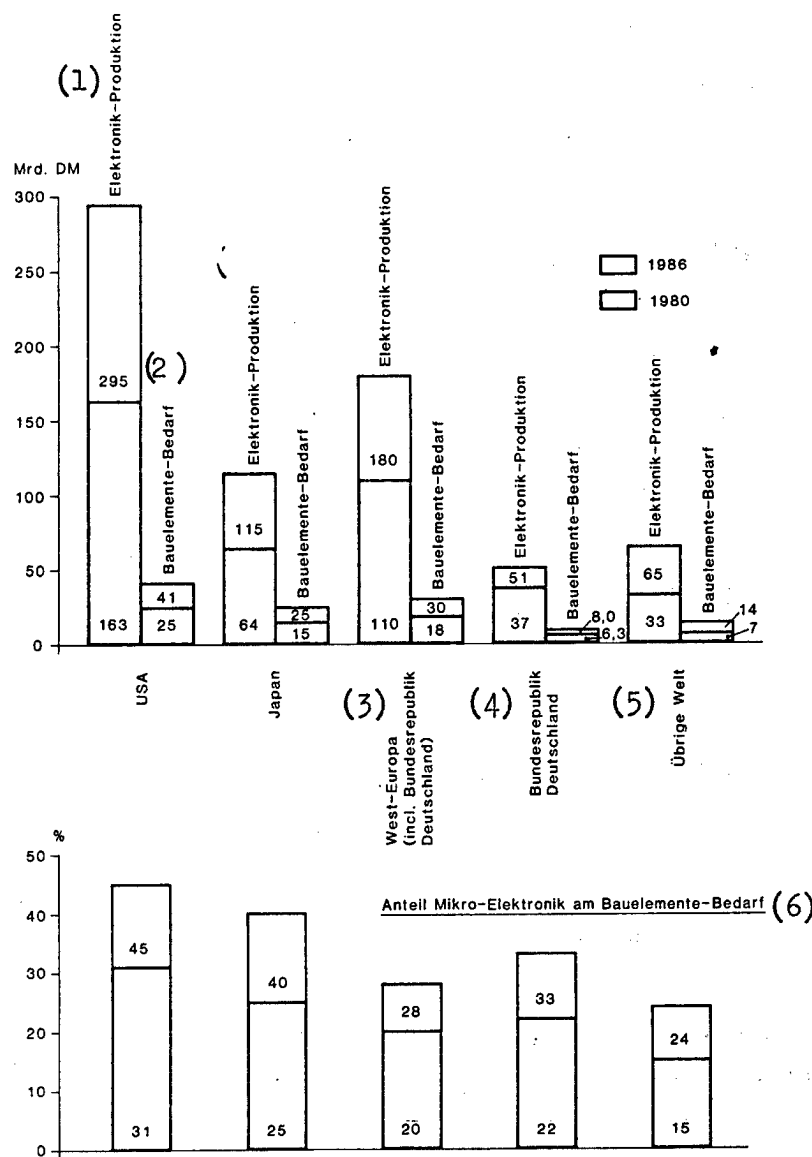 (1)
Elektronik-Produktion
Mrd. DM
300
250
200
150
100
50
0
295
163
(2)
Bauelemente-Bedarf
41
25
Elektronik-Produktion
115
64
Bauelemente-Bedarf
25
15
Elektronik-Produktion
180
110
Bauelemente-Bedarf
30
18
1986
1980
Elektronik-Produktion
51
37
Bauelemente-Bedarf
8,0
6,3
Elektronik-Produktion
65
33
Bauelemente-Bedarf
14
7
USA
Japan
(3)
West-Europa
(incl. Bundesrepublik
Deutschland)
(4)
Bundesrepublik
Deutschland
(5)
Übrige Welt
%
50
40
30
20
10
0
Anteil Mikro-Elektronik am Bauelemente-Bedarf (6)
45
31
40
25
28
20
33
22
24
15